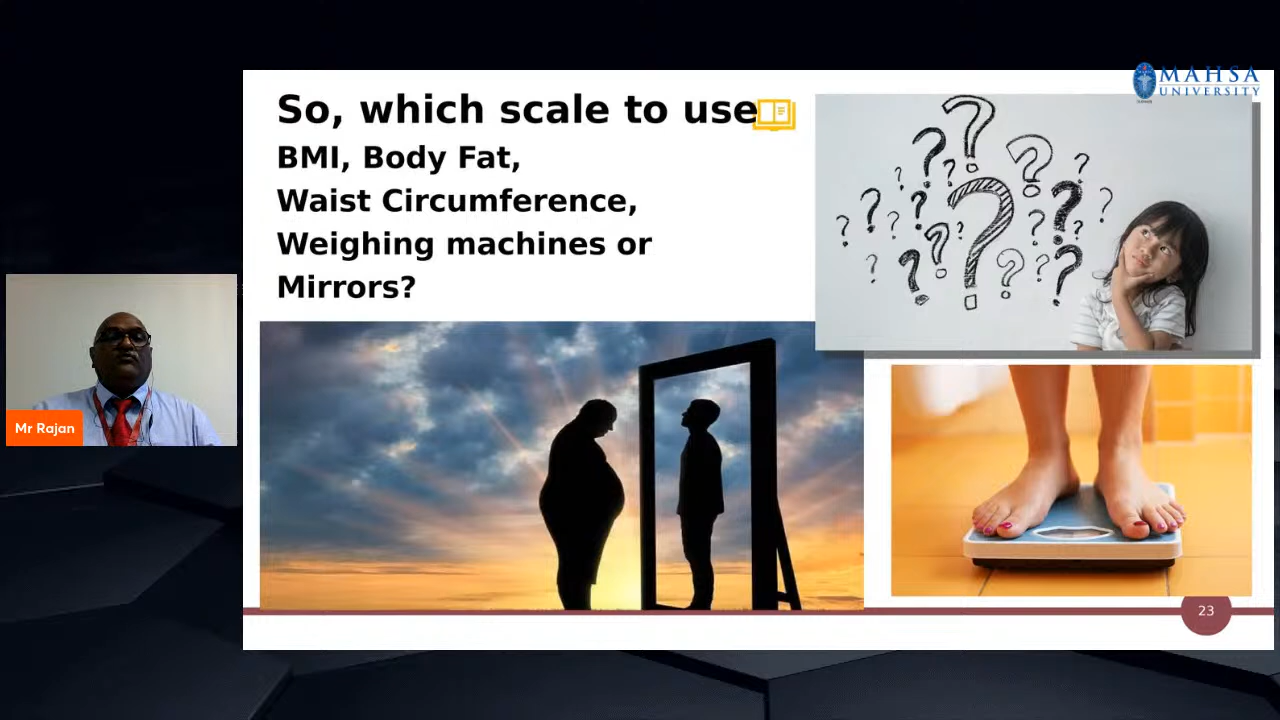 So, which scale to use
BMI, Body Fat,
Waist Circumference,
Weighing machines or
Mirrors?
MAHSA
UNIVERSITY
Mr Rajan
23